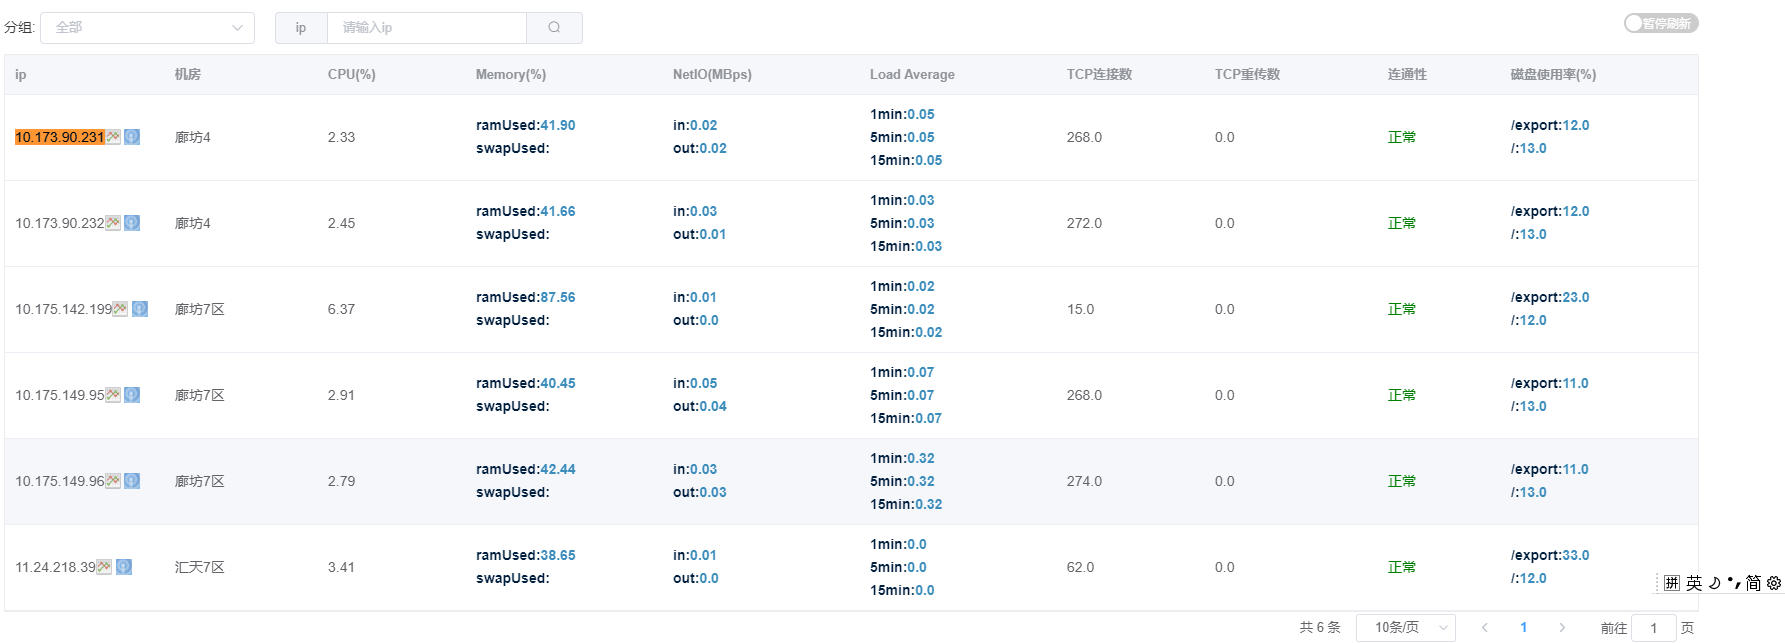 分组: 全部 ip 请输入ip 暂停刷新
ip 机房 CPU(%) Memory(%) NetIO(MBps) Load Average TCP连接数 TCP重传数 连通性 磁盘使用率(%)
1min:0.05
ramUsed:41.90 in:0.02 /export:12.0
10.173.90.231 廊坊4 2.33 5min:0.05 268.0 0.0 正常
swapUsed: out:0.02 /:13.0
15min:0.05
1min:0.03
ramUsed:41.66 in:0.03 /export:12.0
10.173.90.232 廊坊4 2.45 5min:0.03 272.0 0.0 正常
swapUsed: out:0.01 /:13.0
15min:0.03
1min:0.02
ramUsed:87.56 in:0.01 /export:23.0
10.175.142.199 廊坊7区 6.37 5min:0.02 15.0 0.0 正常
swapUsed: out:0.0 /:12.0
15min:0.02
1min:0.07
ramUsed:40.45 in:0.05 /export:11.0
10.175.149.95 廊坊7区 2.91 5min:0.07 268.0 0.0 正常
swapUsed: out:0.04 /:13.0
15min:0.07
1min:0.32
ramUsed:42.44 in:0.03 /export:11.0
10.175.149.96 廊坊7区 2.79 5min:0.32 274.0 0.0 正常
swapUsed: out:0.03 /:13.0
15min:0.32
1min:0.0
ramUsed:38.65 in:0.01 /export:33.0
11.24.218.39 汇天7区 3.41 5min:0.0 62.0 0.0 正常
swapUsed: out:0.0 /:12.0
拼 英 简
15min:0.0
共 6 条 10条/页 1 前往 1 页